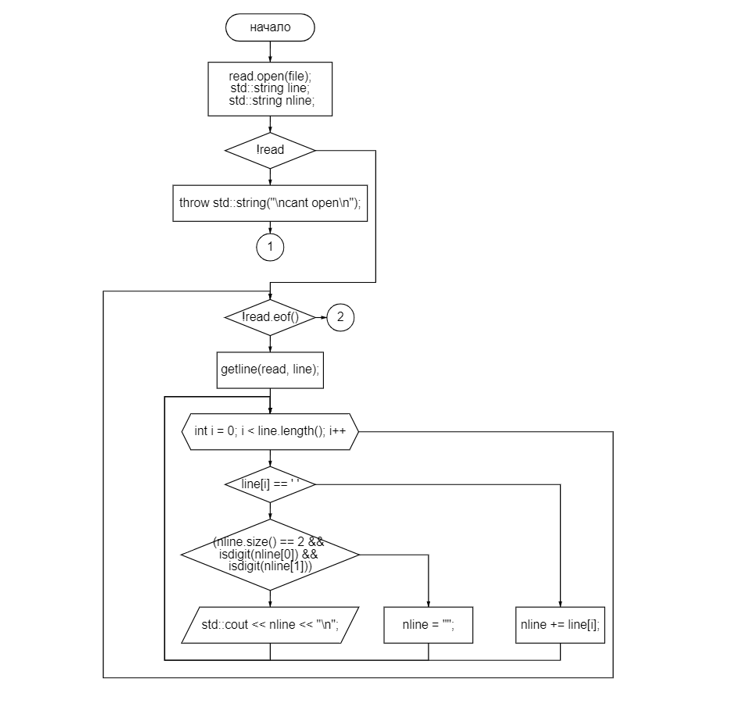 начало
read.open(file);
std::string line;
std::string nline;
!read
throw std::string("\ncant open\n");
1
!read.eof()
2
getline(read, line);
int i = 0; i < line.length(); i++
line[i] == ' '
(nline.size() == 2 &&
isdigit(nline[0]) &&
isdigit(nline[1]))
std::cout << nline << "\n";
nline = "";
nline += line[i];